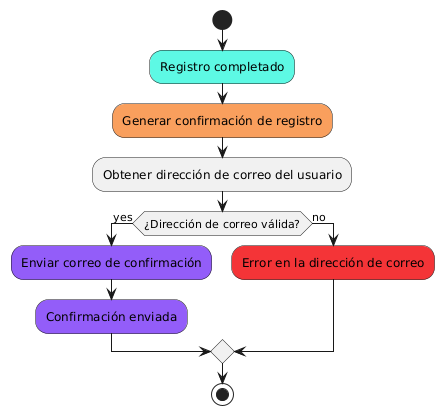 Registro completado
Generar confirmación de registro
Obtener dirección de correo del usuario
yes
¿Dirección de correo válida?
no
Enviar correo de confirmación
Error en la dirección de correo
Confirmación enviada